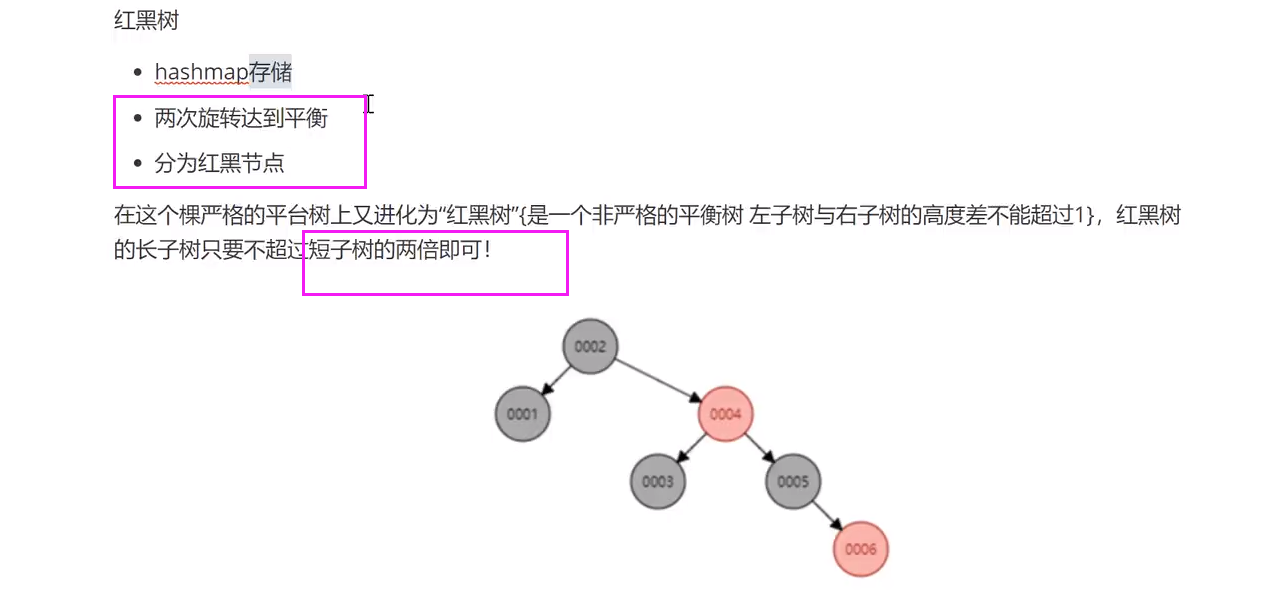 红黑树
hashmap存储
两次旋转达到平衡
分为红黑节点
在这个棵严格的平台树上又进化为“红黑树”{是一个非严格的平衡树 左子树与右子树的高度差不能超过1}，红黑树
的长子树只要不超过短子树的两倍即可！
0002
0001
0004
0003
0005
0006